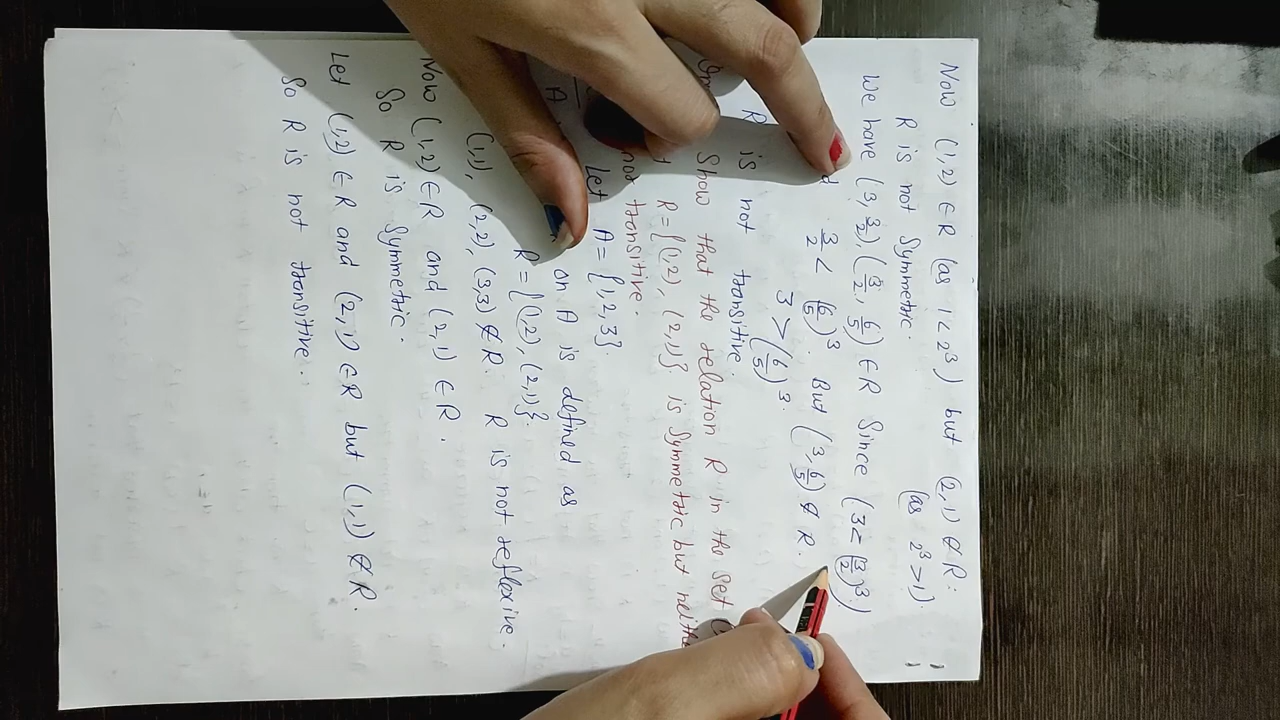 Now (1,2) ∈ R (as 1 < 2³) but (2,1) ∉ R.
(as 2³ > 1).
R is not Symmetric.
We have (3, 3/2), (3/2, 6/5) ∈ R Since (3 < (3/2)³)
3/2 < (6/5)³. But (3, 6/5) ∉ R.
3 > (6/5)³.
R is not transitive.
Show that the relation R in the set
R = {(1,2), (2,1)} is Symmetric but
not transitive.
Let A = {1,2,3}.
A on A is defined as
R = {(1,2), (2,1)}.
(1,1), (2,2), (3,3) ∉ R. R is not reflexive.
Now (1,2) ∈ R and (2,1) ∈ R.
So R is Symmetric.
Let (1,2) ∈ R and (2,1) ∈ R but (1,1) ∉ R.
So R is not transitive.